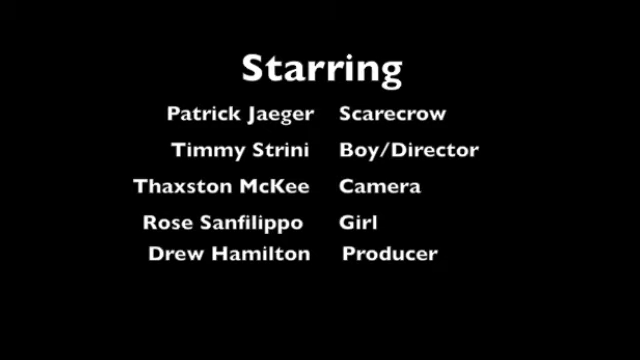 Starring
Patrick Jaeger Scarecrow
Timmy Strini Boy/Director
Thaxston McKee Camera
Rose Sanfilippo Girl
Drew Hamilton Producer